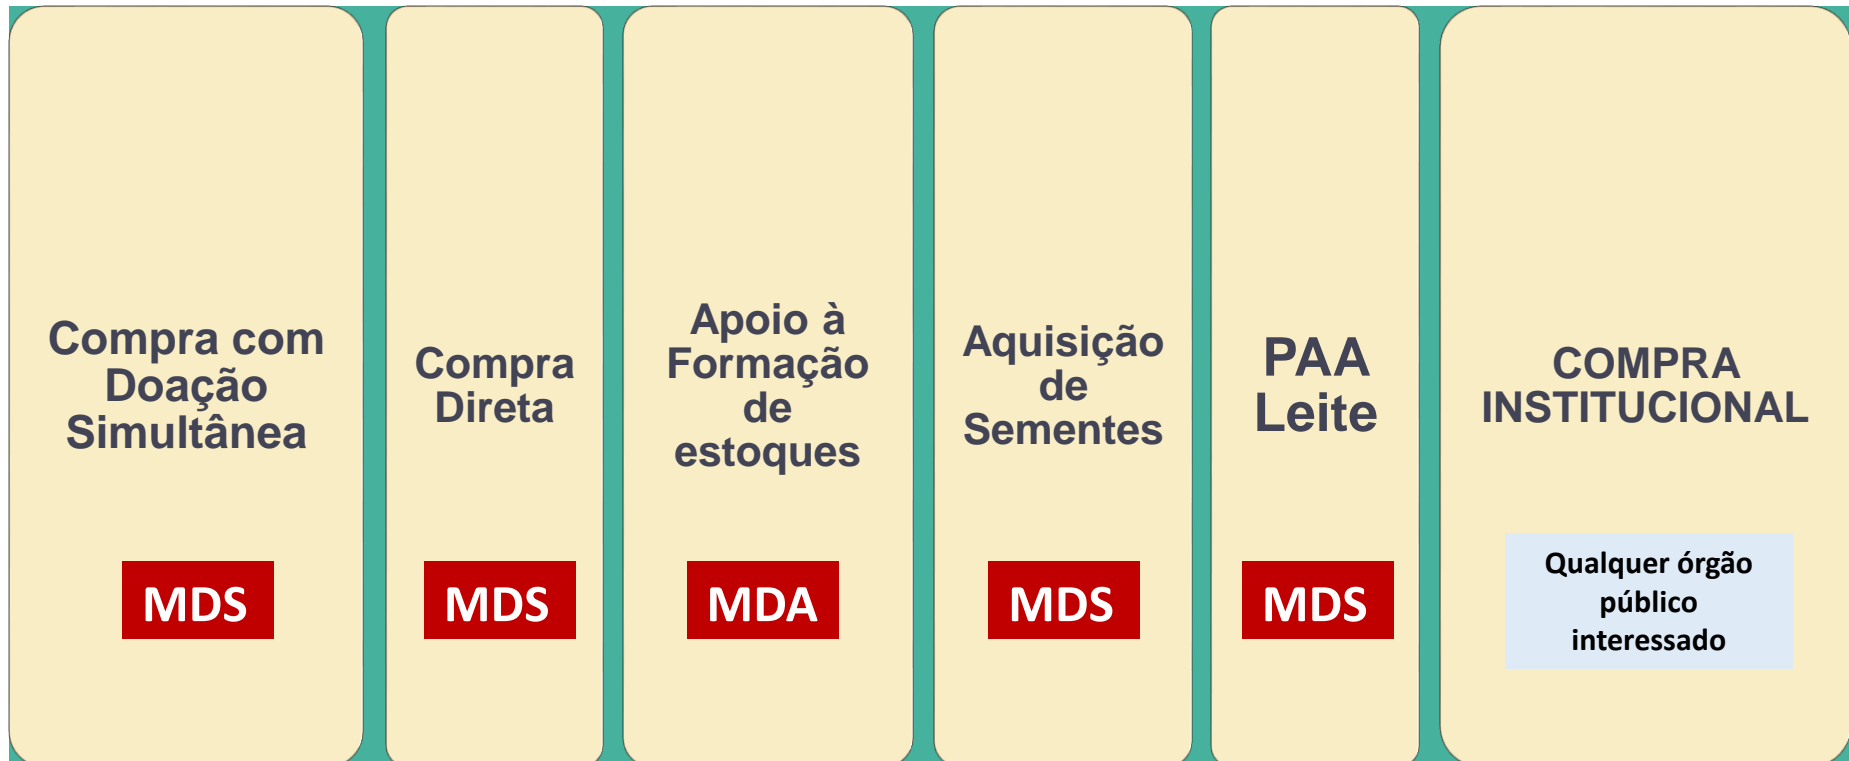 Compra com
Doação
Simultânea
MDS
Compra
Direta
MDS
Apoio à
Formação
de
estoques
MDA
Aquisição
de
Sementes
MDS
PAA
Leite
MDS
COMPRA
INSTITUCIONAL
Qualquer órgão
público
interessado